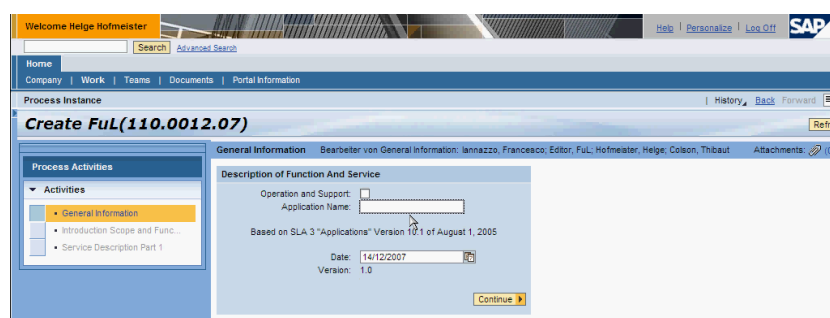 Welcome Helge Hofmeister
Help | Personalize | Log Off
SAP
Search Advanced Search
Home
Company | Work | Teams | Documents | Portal Information
Process Instance
| History Back Forward
Create FuL(110.0012.07)
Refr
General Information Bearbeiter von General Information: Iannazzo, Francesco; Editor, FuL; Hofmeister, Helge; Colson, Thibaut Attachments:
Process Activities
Activities
General Information
Introduction Scope and Func...
Service Description Part 1
Description of Function And Service
Operation and Support:
Application Name:
Based on SLA 3 "Applications" Version 10.1 of August 1, 2005
Date: 14/12/2007
Version: 1.0
Continue